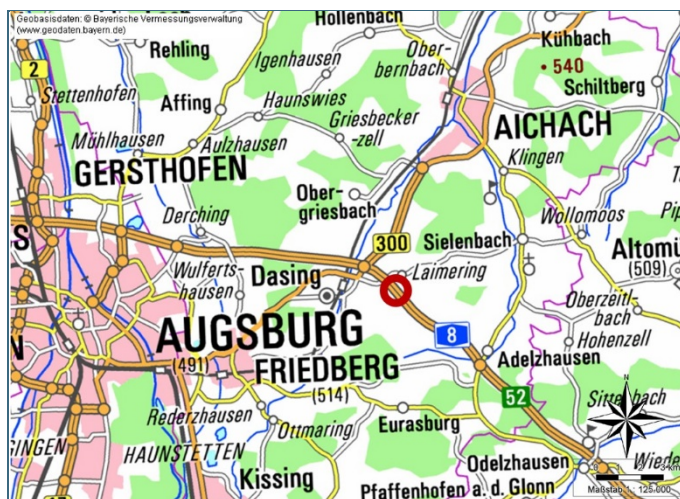 Geobasisdaten: © Bayerische Vermessungsverwaltung
(www.geodaten.bayern.de)
Hollenbach
Kühbach
Rehling
Ober-
bernbach
• 540
2
Igenhausen
Schiltberg
Stettenhofen
Affing
Haunswies
Griesbecker-
zell
AICHACH
Mühlhausen
Aulzhausen
GERSTHOFEN
Klingen
Ober-
griesbach
Derching
Wollomoos
300
Sielenbach
Altomü
(509)
Wulferts-
hausen
Dasing
Laimering
Oberzeitl-
bach
AUGSBURG
(491)
8
Hohenzell
FRIEDBERG
(514)
Adelzhausen
52
Rederzhausen
Ottmaring
Eurasburg
HAUNSTETTEN
Kissing
Odelzhausen
Pfaffenhofen a. d. Glonn
3 km
Maßstab 1 : 125.000